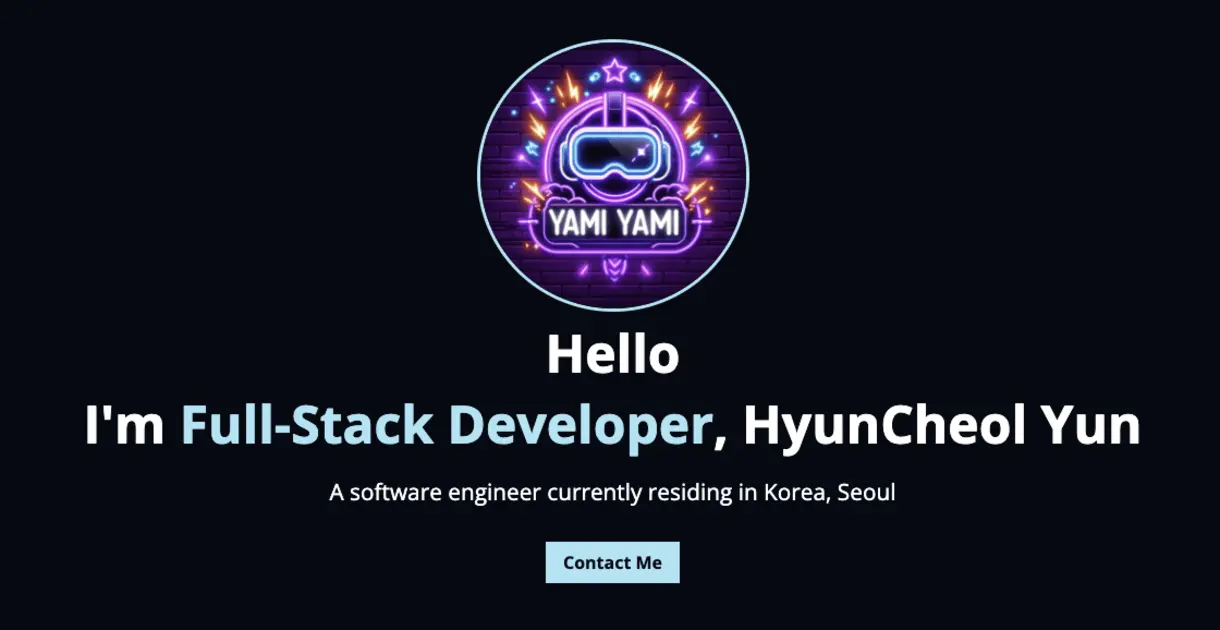 YAMI YAMI
Hello
I'm Full-Stack Developer, HyunCheol Yun
A software engineer currently residing in Korea, Seoul
Contact Me